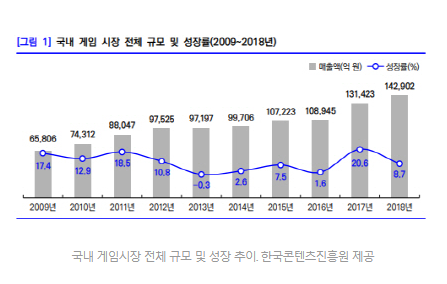 [그림 1] 국내 게임 시장 전체 규모 및 성장률(2009~2018년)
매출액(억 원) 성장률(%)
65,806 74,312 88,047 97,525 97,197 99,706 107,223 108,945 131,423 142,902
17.4 12.9 18.5 10.8 -0.3 2.6 7.5 1.6 20.6 8.7
2009년 2010년 2011년 2012년 2013년 2014년 2015년 2016년 2017년 2018년
국내 게임시장 전체 규모 및 성장 추이. 한국콘텐츠진흥원 제공